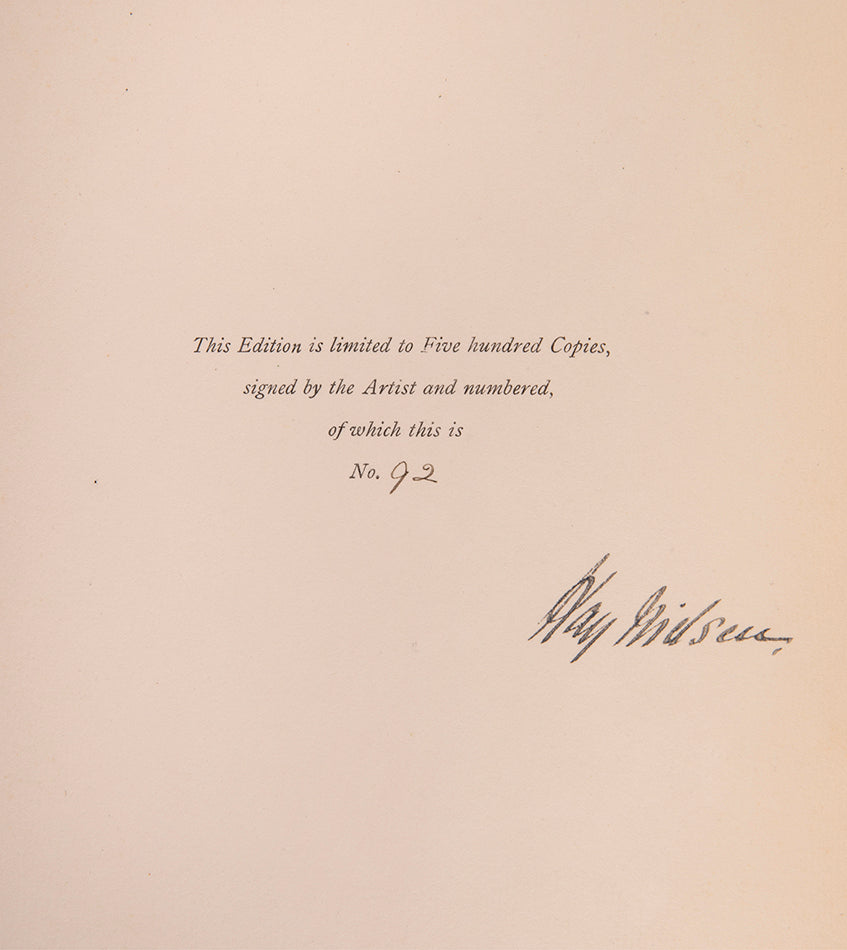 This Edition is limited to Five hundred Copies,
signed by the Artist and numbered,
of which this is
No. 92
Kay Nielsen.